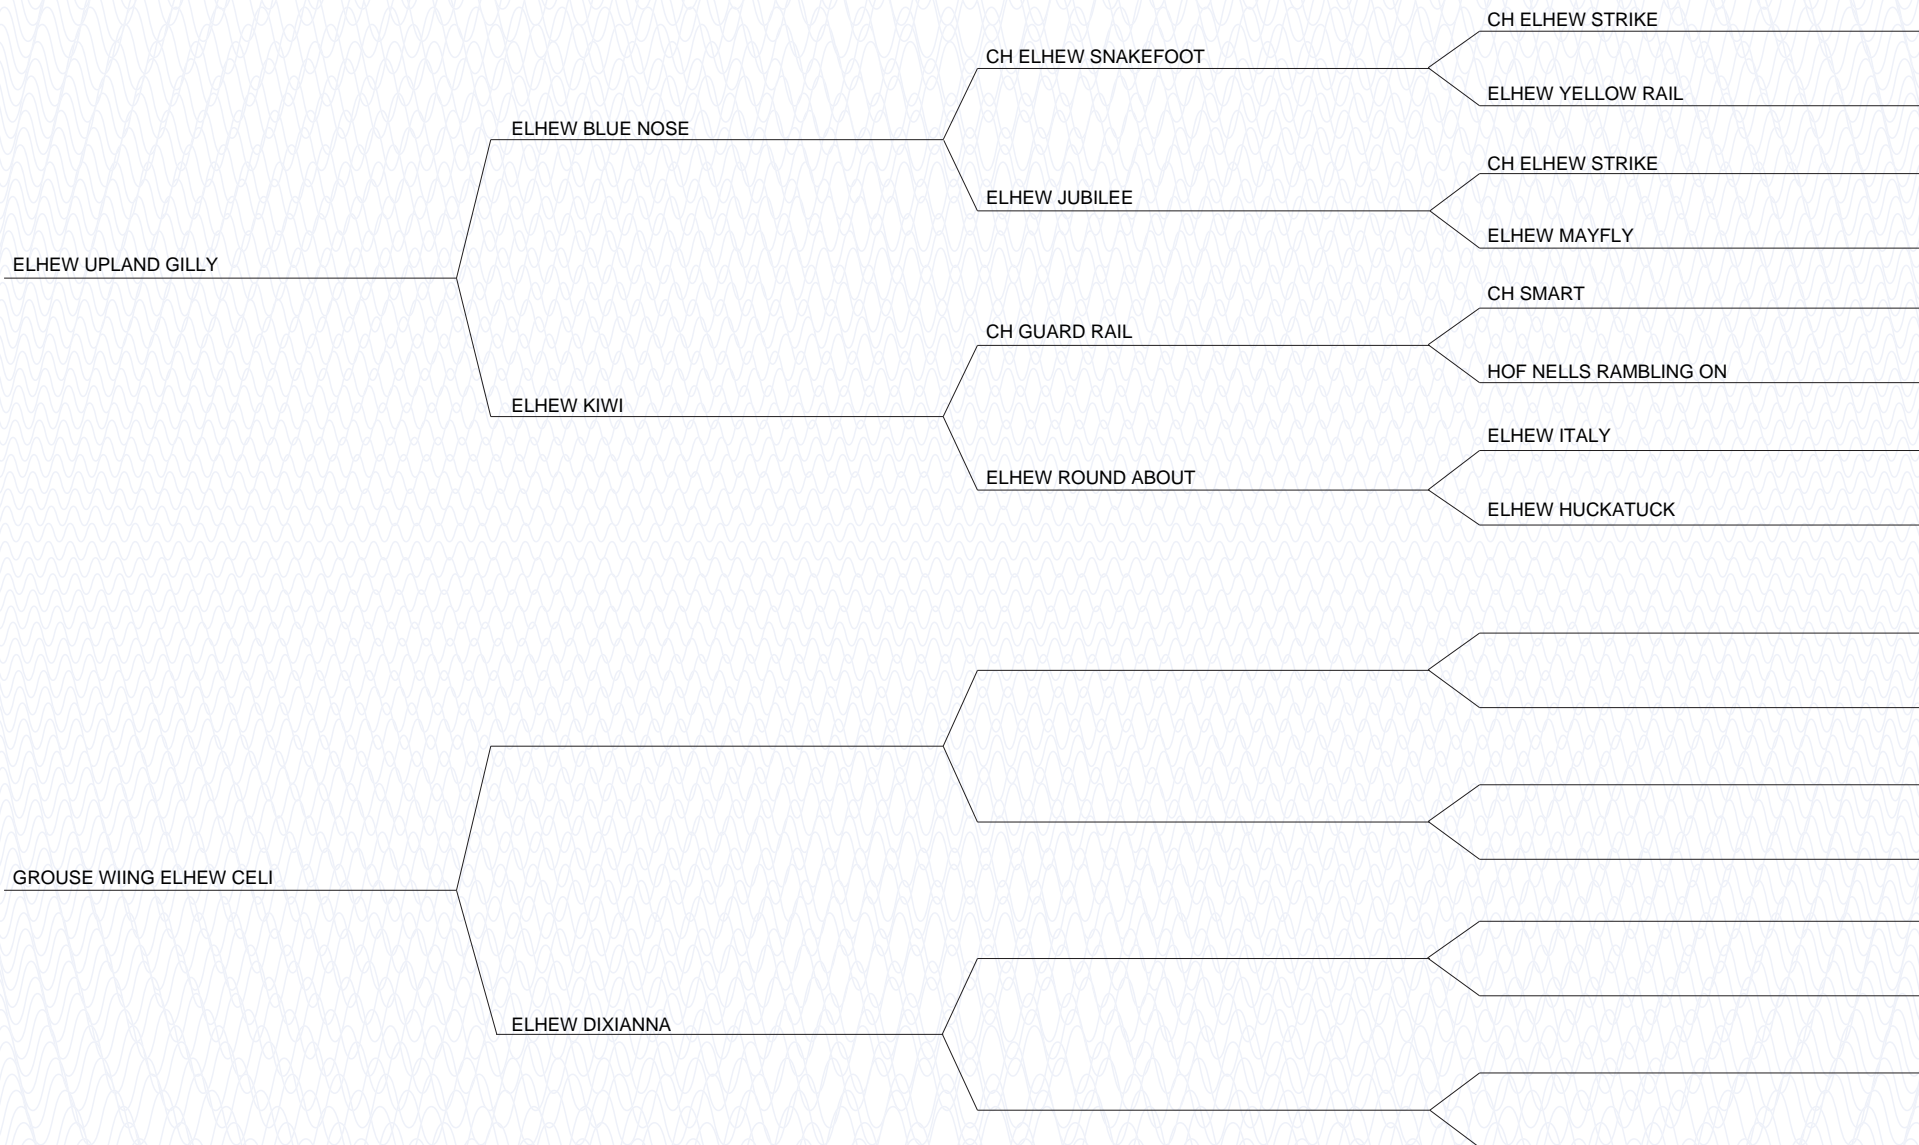 CH ELHEW STRIKE
CH ELHEW SNAKEFOOT
ELHEW YELLOW RAIL
ELHEW BLUE NOSE
CH ELHEW STRIKE
ELHEW JUBILEE
ELHEW MAYFLY
ELHEW UPLAND GILLY
CH SMART
CH GUARD RAIL
HOF NELLS RAMBLING ON
ELHEW KIWI
ELHEW ITALY
ELHEW ROUND ABOUT
ELHEW HUCKATUCK
GROUSE WIING ELHEW CELI
ELHEW DIXIANNA